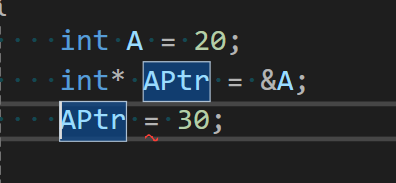 int A = 20;
int* APtr = &A;
APtr = 30;